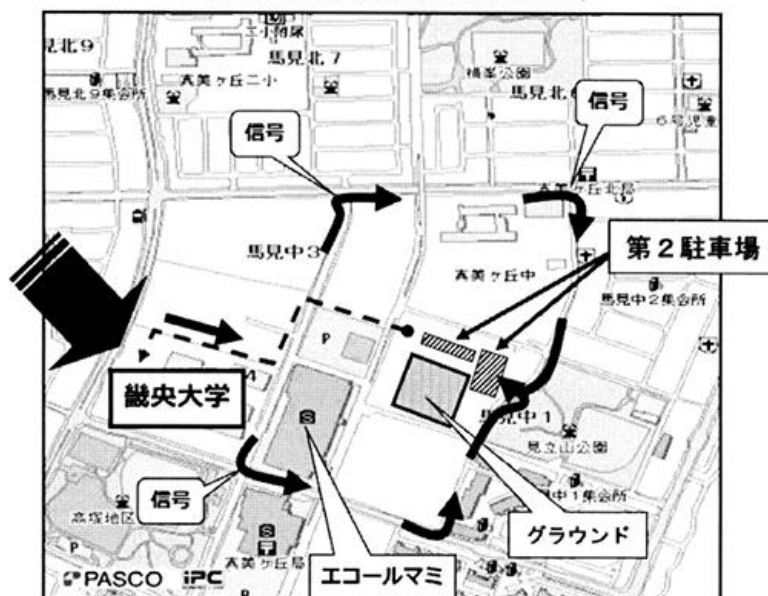 馬見北9
真美ヶ丘二小
馬見北7
馬見北9集会所
橿峯公園
信号
信号
真美ヶ丘北局
馬見中3
真美ヶ丘中
第２駐車場
馬見中2集会所
P
畿央大学
馬見中1
見立山公園
信号
高塚地区
馬見中1集会所
グラウンド
真美ヶ丘局
エコールマミ
P
P
PASCO iPC